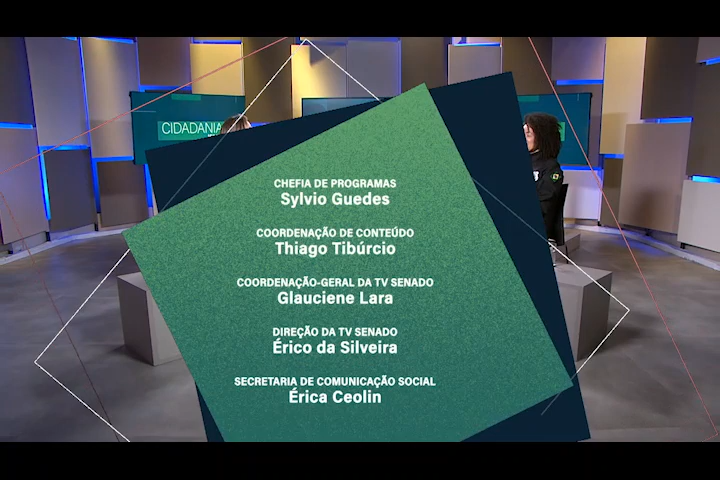 CIDADANIA
CHEFIA DE PROGRAMAS
Sylvio Guedes
COORDENAÇÃO DE CONTEÚDO
Thiago Tibúrcio
COORDENAÇÃO-GERAL DA TV SENADO
Glauciene Lara
DIREÇÃO DA TV SENADO
Érico da Silveira
SECRETARIA DE COMUNICAÇÃO SOCIAL
Érica Ceolin